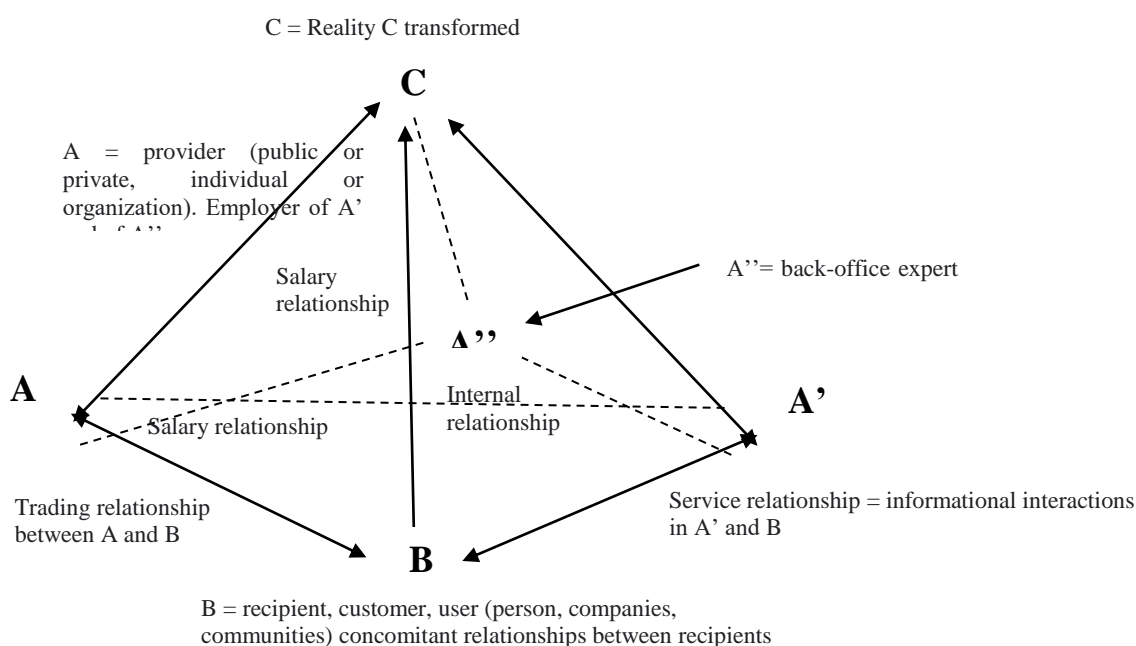 C = Reality C transformed
C
A = provider (public or
private, individual or
organization). Employer of A’
Salary
relationship
A’’= back-office expert
A’’
A
Internal
relationship
A’
Salary relationship
Trading relationship
between A and B
Service relationship = informational interactions
in A’ and B
B
B = recipient, customer, user (person, companies,
communities) concomitant relationships between recipients